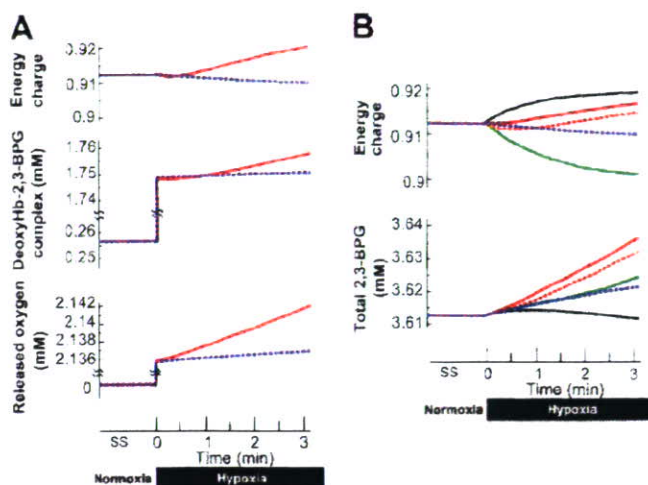 A
Energy
charge
0.92
0.91
0.9
DeoxyHb-2,3-BPG
complex (mM)
1.76
1.75
1.74
0.26
0.25
Released oxygen
(mM)
2.142
2.14
2.138
2.136
0
SS 0 1 2 3
Time (min)
Normoxia Hypoxia
B
Energy
charge
0.92
0.91
0.9
Total 2,3-BPG
(mM)
3.64
3.63
3.62
3.61
SS 0 1 2 3
Time (min)
Normoxia Hypoxia